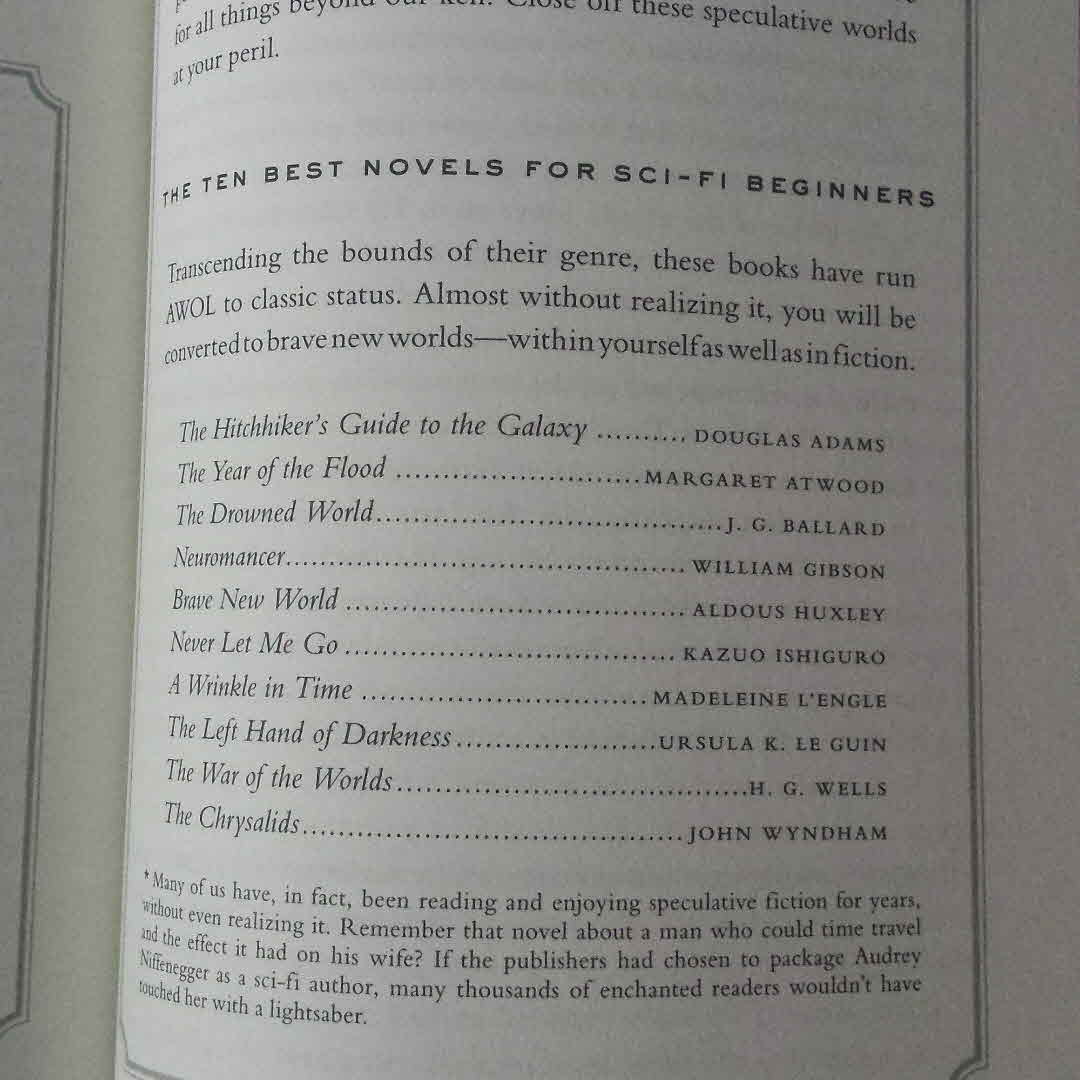 for all things beyond our ken. Close off these speculative worlds
at your peril.
THE TEN BEST NOVELS FOR SCI-FI BEGINNERS
Transcending the bounds of their genre, these books have run
AWOL to classic status. Almost without realizing it, you will be
converted to brave new worlds—within yourself as well as in fiction.
The Hitchhiker's Guide to the Galaxy .......... DOUGLAS ADAMS
The Year of the Flood ........................... MARGARET ATWOOD
The Drowned World...................................... J. G. BALLARD
Neuromancer............................................ WILLIAM GIBSON
Brave New World ..................................... ALDOUS HUXLEY
Never Let Me Go .................................... KAZUO ISHIGURO
A Wrinkle in Time ............................... MADELEINE L'ENGLE
The Left Hand of Darkness...................... URSULA K. LE GUIN
The War of the Worlds...................................... H. G. WELLS
The Chrysalids......................................... JOHN WYNDHAM
* Many of us have, in fact, been reading and enjoying speculative fiction for years,
without even realizing it. Remember that novel about a man who could time travel
and the effect it had on his wife? If the publishers had chosen to package Audrey
Niffenegger as a sci-fi author, many thousands of enchanted readers wouldn't have
touched her with a lightsaber.